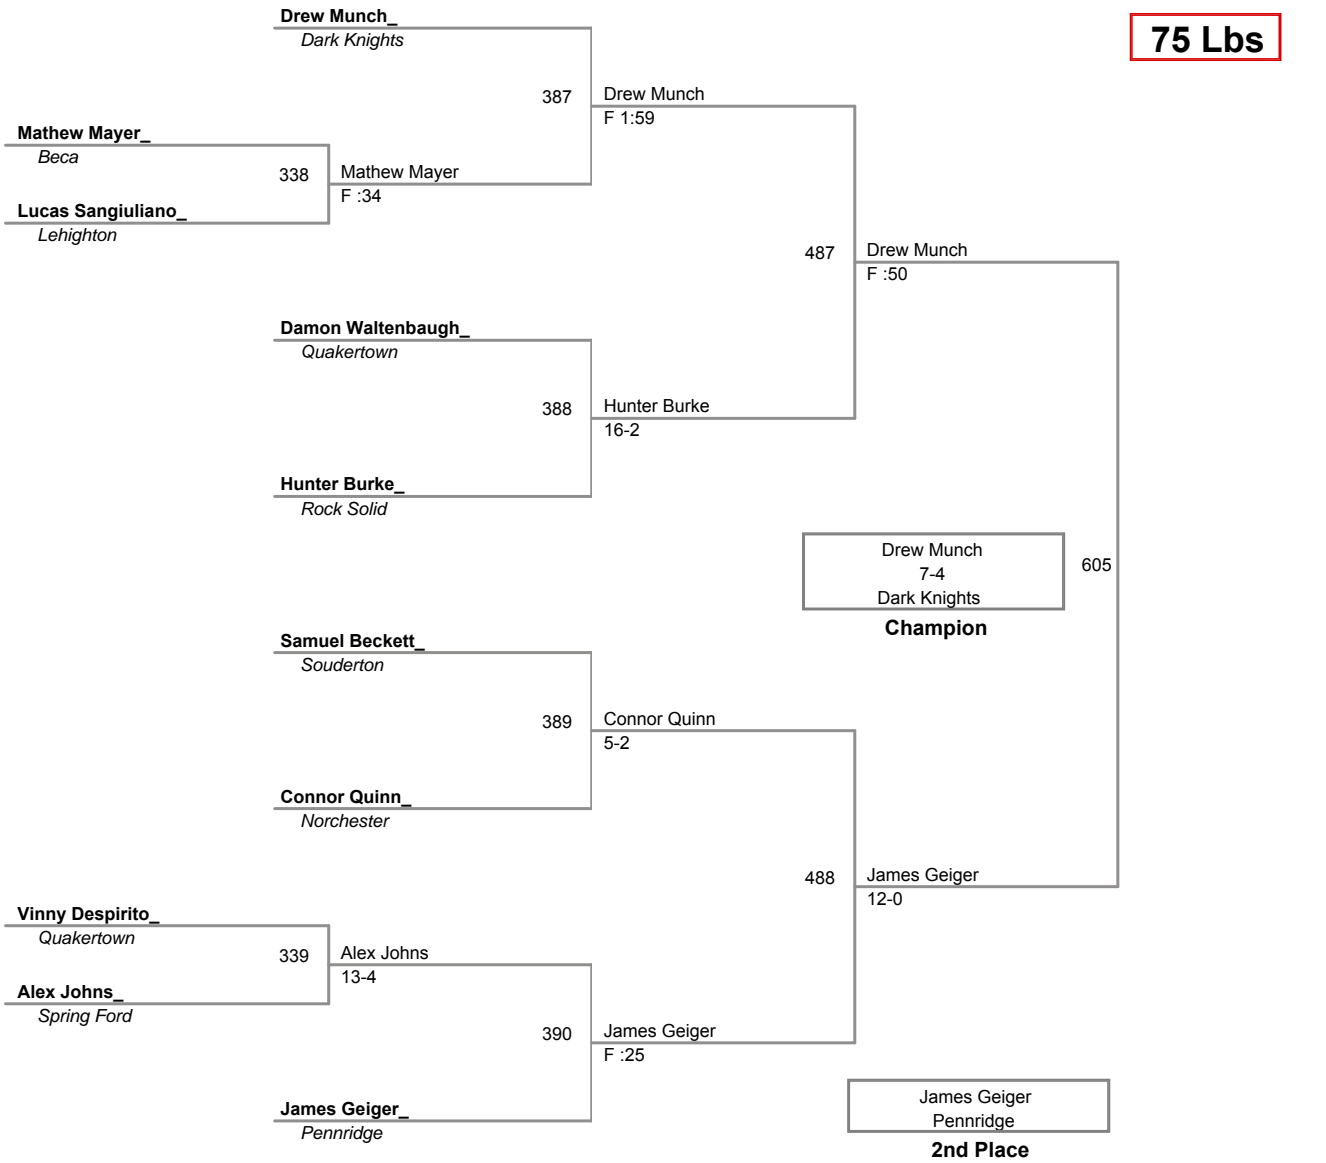 Drew Munch_
Dark Knights
75 Lbs
387
Drew Munch
F 1:59
Mathew Mayer_
Beca
338
Mathew Mayer
F :34
Lucas Sangiuliano_
Lehighton
487
Drew Munch
F :50
Damon Waltenbaugh_
Quakertown
388
Hunter Burke
16-2
Hunter Burke_
Rock Solid
Drew Munch
7-4
Dark Knights
605
Champion
Samuel Beckett_
Souderton
389
Connor Quinn
5-2
Connor Quinn_
Norchester
488
James Geiger
12-0
Vinny Despirito_
Quakertown
339
Alex Johns
13-4
Alex Johns_
Spring Ford
390
James Geiger
F :25
James Geiger_
Pennridge
James Geiger
Pennridge
2nd Place